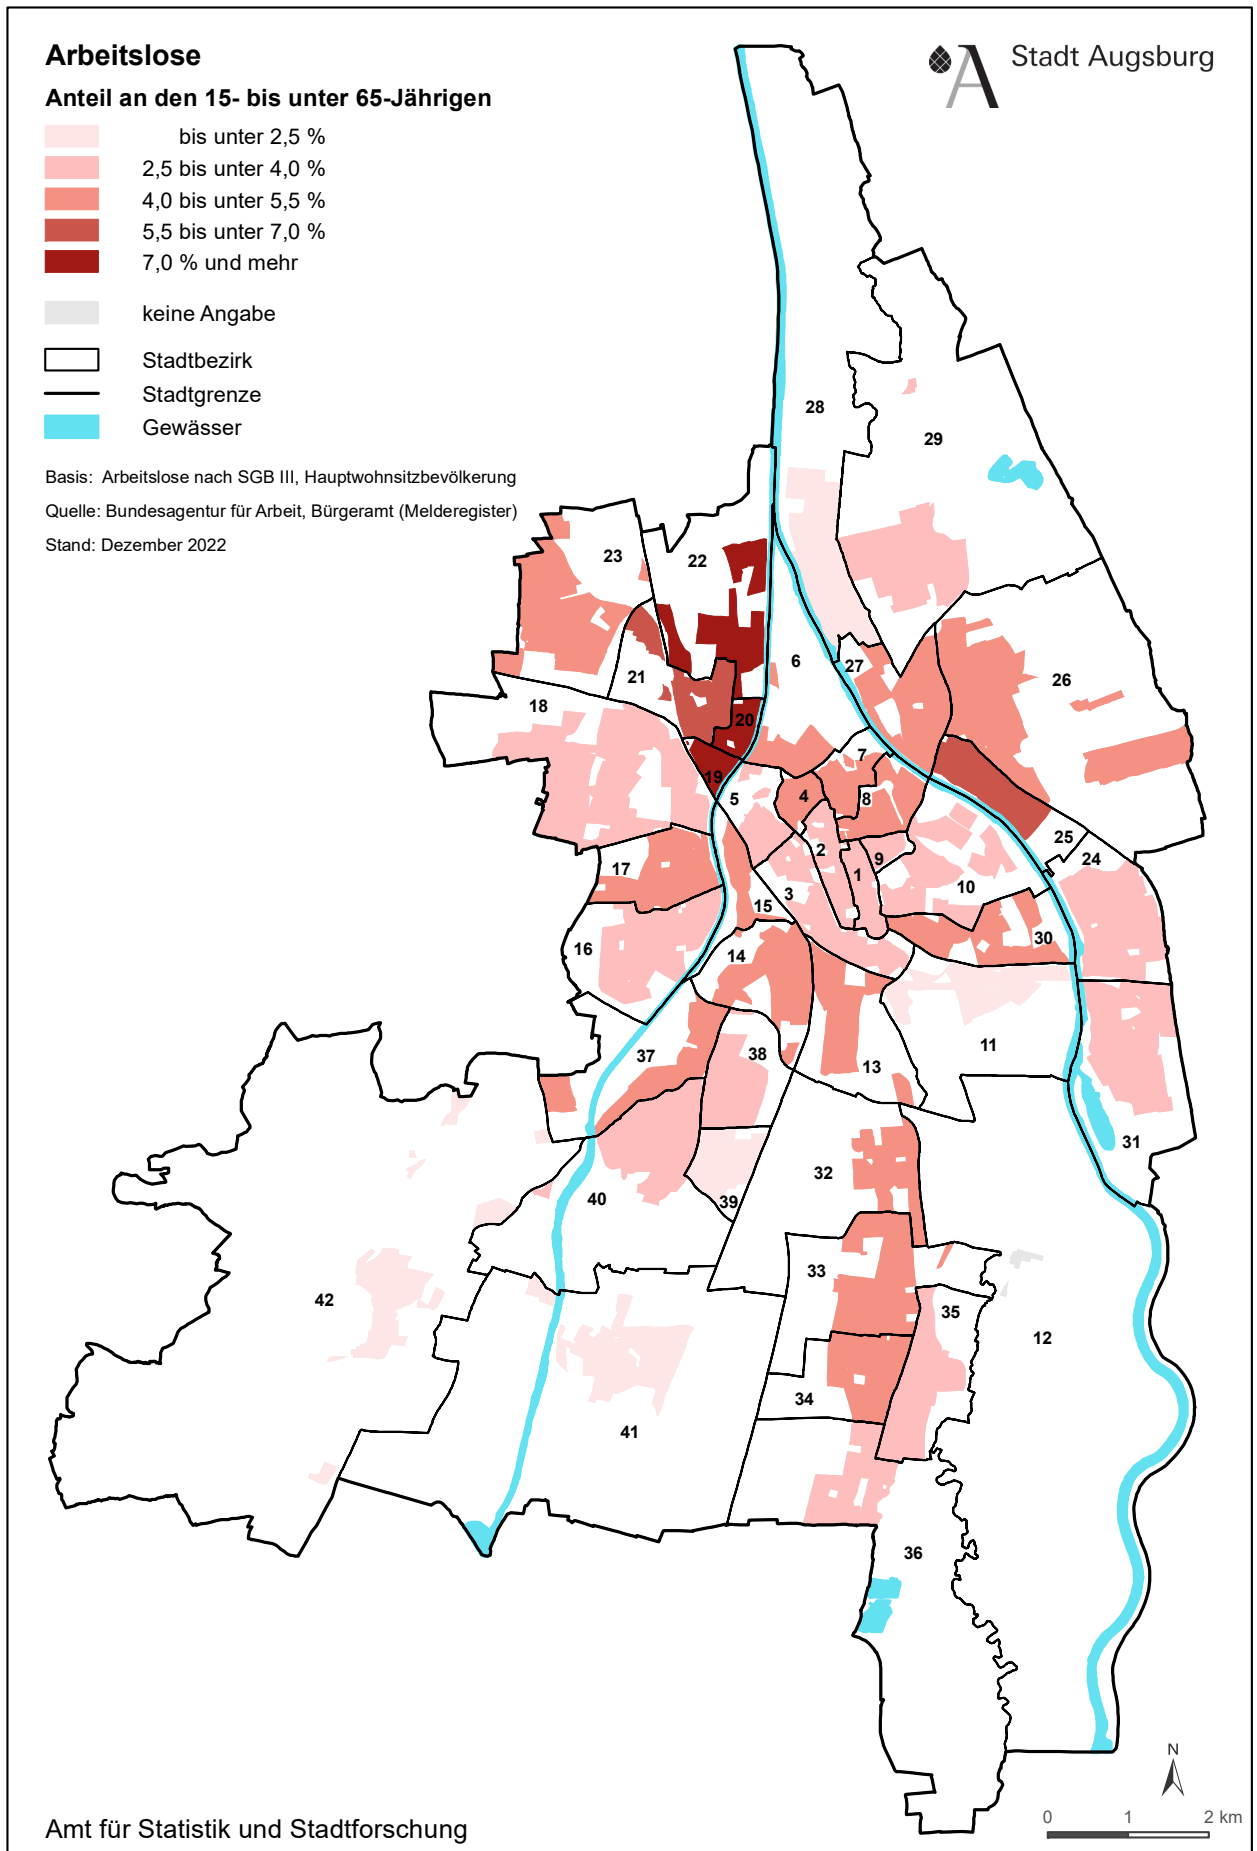 Arbeitslose
Anteil an den 15- bis unter 65-Jährigen
bis unter 2,5 %
2,5 bis unter 4,0 %
4,0 bis unter 5,5 %
5,5 bis unter 7,0 %
7,0 % und mehr
keine Angabe
Stadtbezirk
Stadtgrenze
Gewässer
Basis: Arbeitslose nach SGB III, Hauptwohnsitzbevölkerung
Quelle: Bundesagentur für Arbeit, Bürgeramt (Melderegister)
Stand: Dezember 2022
A Stadt Augsburg
28
29
23
22
6
27
21
26
18
20
7
19
5
4
8
25
2
24
17
9
1
10
3
15
30
16
14
11
37
38
13
31
32
40
39
33
42
35
12
34
41
36
N
0 1 2 km
Amt für Statistik und Stadtforschung